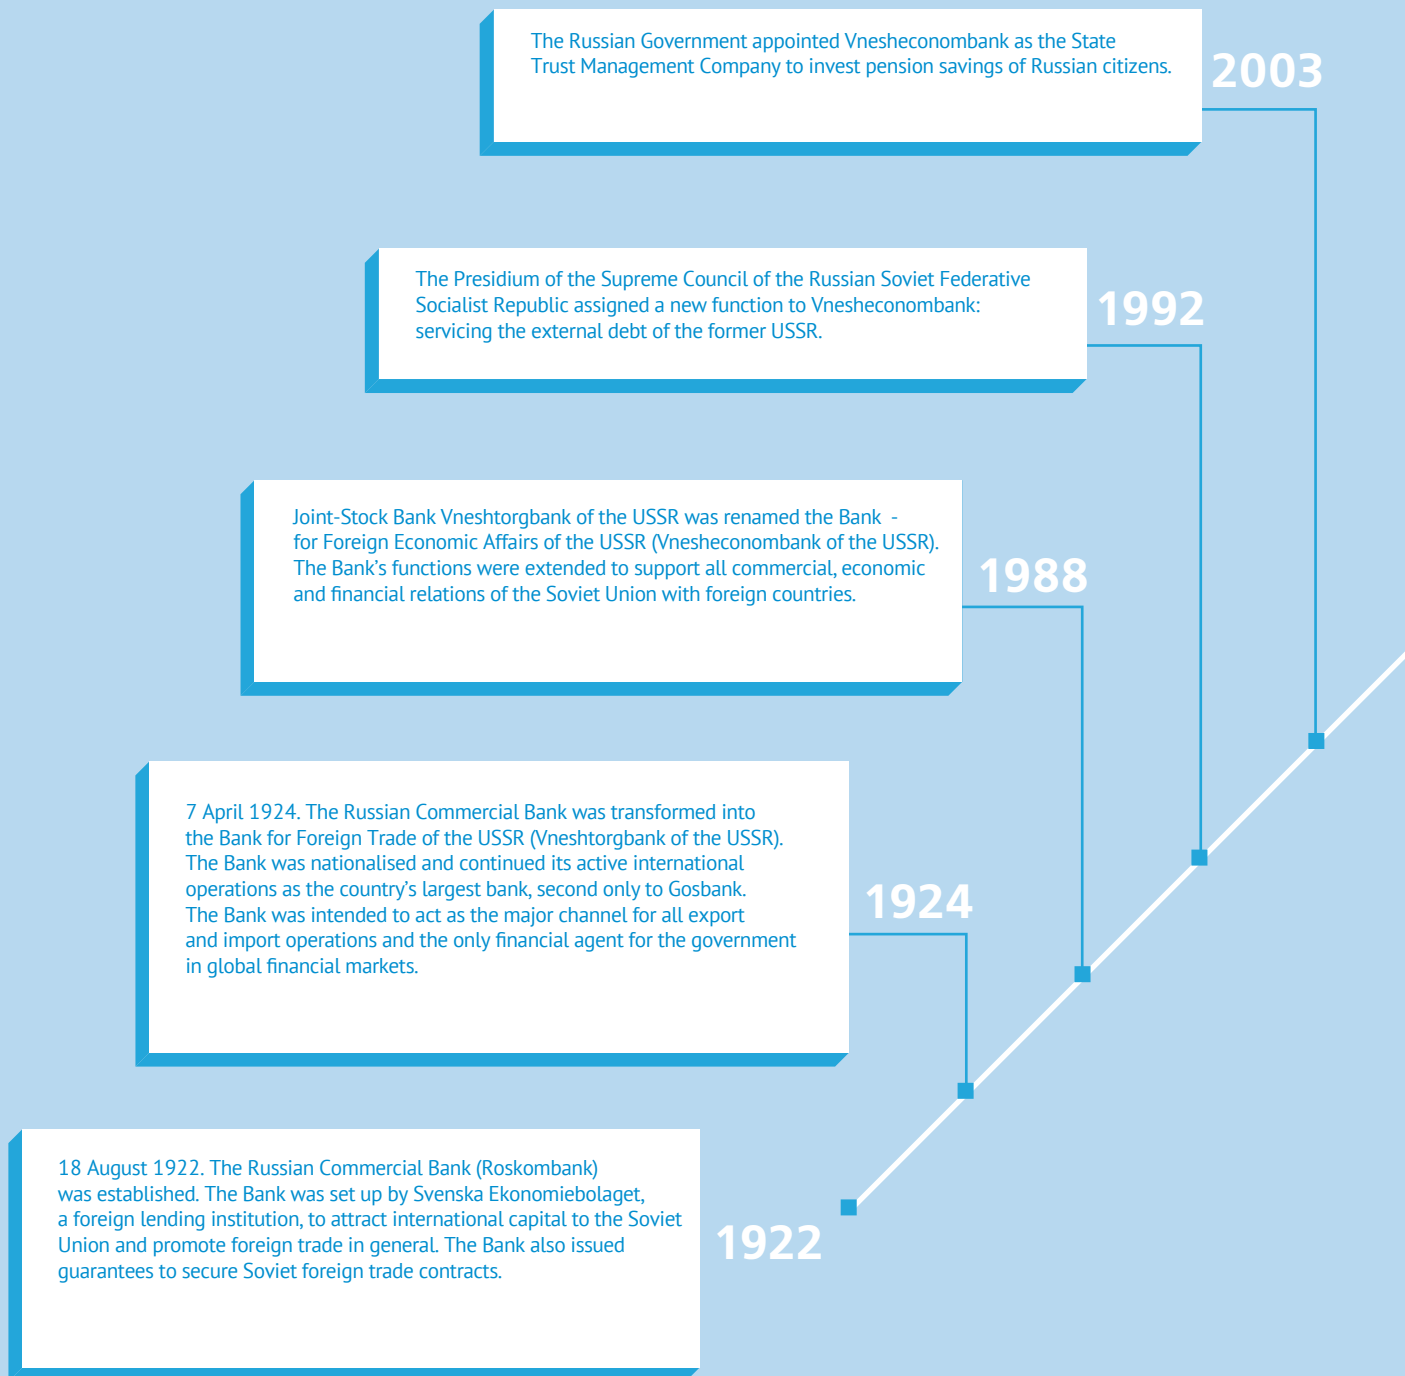 The Russian Government appointed Vnesheconombank as the State
Trust Management Company to invest pension savings of Russian citizens.
2003
The Presidium of the Supreme Council of the Russian Soviet Federative
Socialist Republic assigned a new function to Vnesheconombank:
servicing the external debt of the former USSR.
1992
Joint-Stock Bank Vneshtorgbank of the USSR was renamed the Bank -
for Foreign Economic Affairs of the USSR (Vnesheconombank of the USSR).
The Bank's functions were extended to support all commercial, economic
and financial relations of the Soviet Union with foreign countries.
1988
7 April 1924. The Russian Commercial Bank was transformed into
the Bank for Foreign Trade of the USSR (Vneshtorgbank of the USSR).
The Bank was nationalised and continued its active international
operations as the country's largest bank, second only to Gosbank.
The Bank was intended to act as the major channel for all export
and import operations and the only financial agent for the government
in global financial markets.
1924
18 August 1922. The Russian Commercial Bank (Roskombank)
was established. The Bank was set up by Svenska Ekonomiebolaget,
a foreign lending institution, to attract international capital to the Soviet
Union and promote foreign trade in general. The Bank also issued
guarantees to secure Soviet foreign trade contracts.
1922